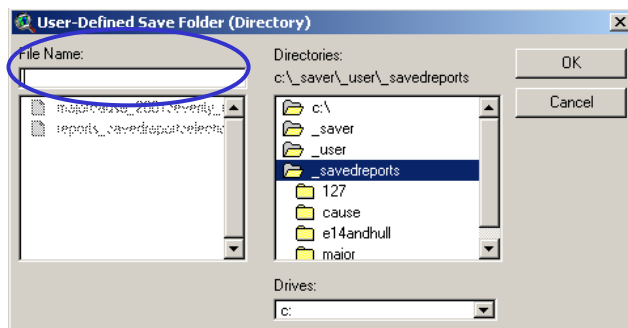 User-Defined Save Folder (Directory)
File Name:
Directories:
c:\_saver\_user\_savedreports
OK
Cancel
c:\
_saver
_user
_savedreports
127
cause
e14andhull
major
Drives:
c: